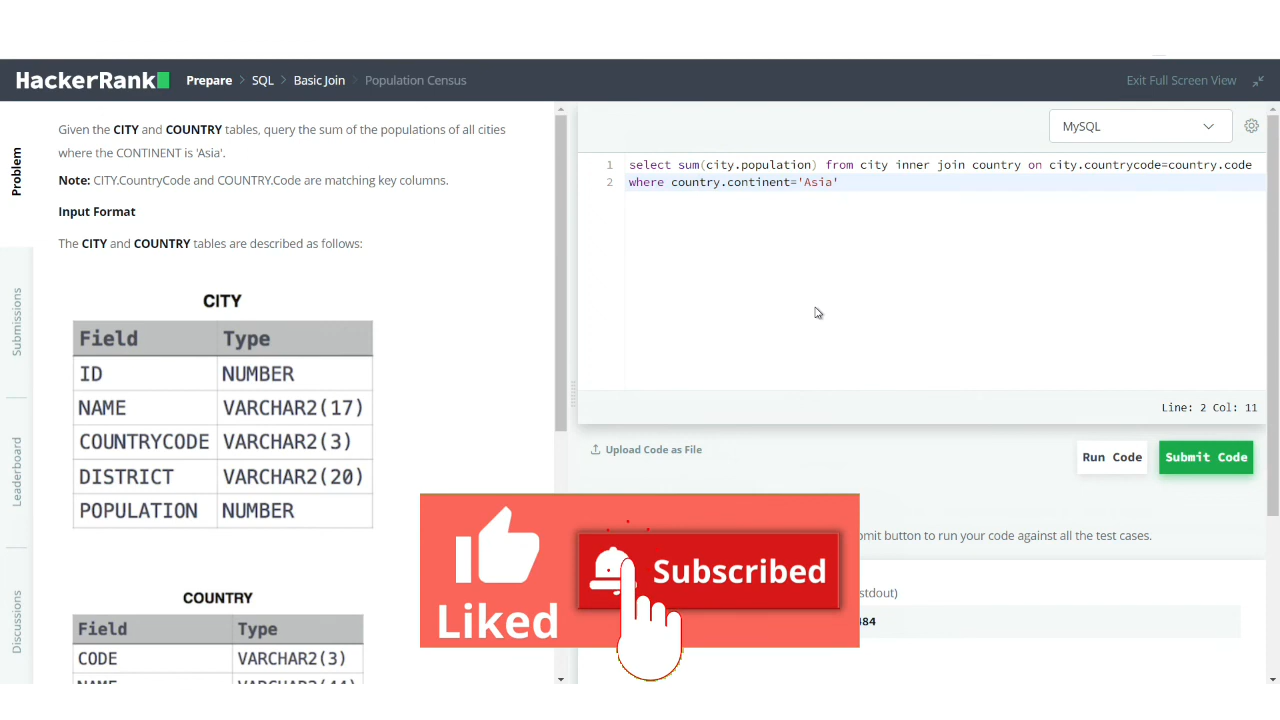 HackerRank
Prepare > SQL > Basic Join > Population Census
Exit Full Screen View
Problem
Submissions
Leaderboard
Discussions
Given the CITY and COUNTRY tables, query the sum of the populations of all cities
where the CONTINENT is 'Asia'.
Note: CITY.CountryCode and COUNTRY.Code are matching key columns.
Input Format
The CITY and COUNTRY tables are described as follows:
CITY
Field Type
ID NUMBER
NAME VARCHAR2(17)
COUNTRYCODE VARCHAR2(3)
DISTRICT VARCHAR2(20)
POPULATION NUMBER
COUNTRY
Field Type
CODE VARCHAR2(3)
NAME VARCHAR2(44)
MySQL
1 select sum(city.population) from city inner join country on city.countrycode=country.code
2 where country.continent='Asia'
Line: 2 Col: 11
Upload Code as File
Run Code
Submit Code
button to run your code against all the test cases.
Liked
Subscribed